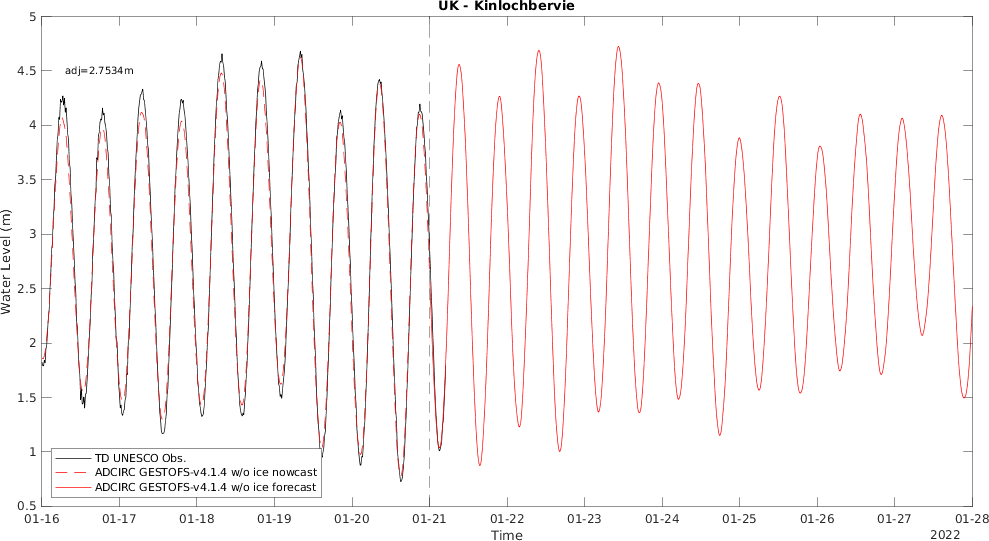 UK - Kinlochbervie
5
4.5
4
3.5
3
2.5
2
1.5
1
0.5
Water Level (m)
adj=2.7534m
TD UNESCO Obs.
ADCIRC GESTOFS-v4.1.4 w/o ice nowcast
ADCIRC GESTOFS-v4.1.4 w/o ice forecast
01-16 01-17 01-18 01-19 01-20 01-21 01-22 01-23 01-24 01-25 01-26 01-27 01-28
Time
2022